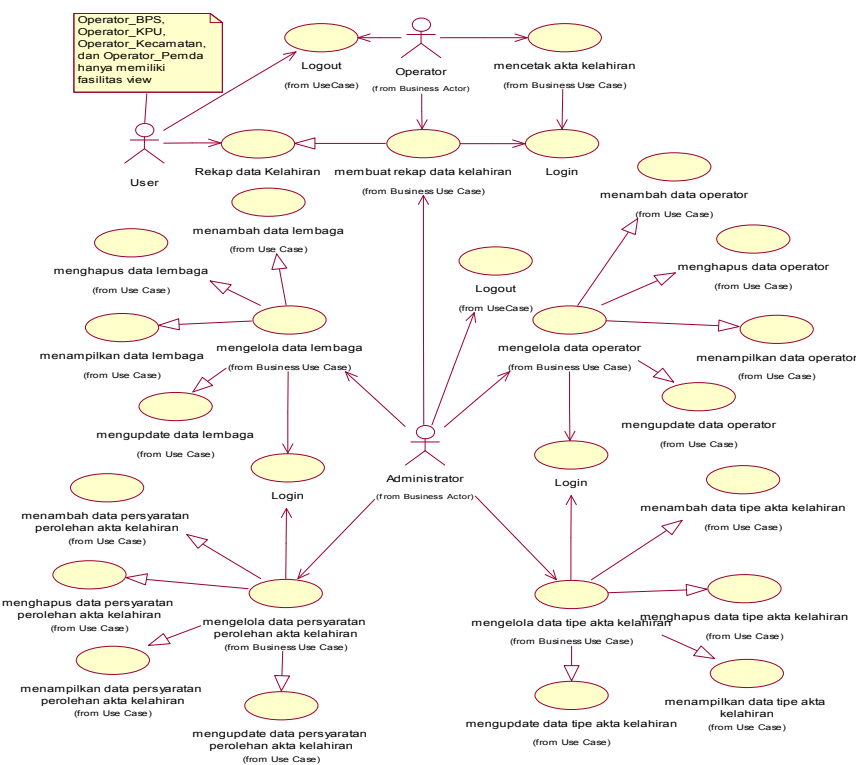 Operator_BPS,
Operator_KPU,
Operator_Kecamatan,
dan Operator_Pemda
hanya memiliki
fasilitas view
Logout
(from UseCase)
Operator
(from Business Actor)
mencetak akta kelahiran
(from Business Use Case)
User
Rekap data Kelahiran
membuat rekap data kelahiran
(from Business Use Case)
Login
menambah data operator
(from Use Case)
menambah data lembaga
(from Use Case)
menghapus data lembaga
(from Use Case)
Logout
(from UseCase)
menghapus data operator
(from Use Case)
menampilkan data lembaga
(from Use Case)
mengelola data lembaga
(from Business Use Case)
mengelola data operator
(from Business Use Case)
menampilkan data operator
(from Use Case)
mengupdate data lembaga
(from Use Case)
mengupdate data operator
(from Use Case)
Login
Administrator
(from Business Actor)
Login
menambah data persyaratan
perolehan akta kelahiran
(from Use Case)
menambah data tipe akta kelahiran
(from Use Case)
menghapus data persyaratan
perolehan akta kelahiran
(from Use Case)
mengelola data persyaratan
perolehan akta kelahiran
(from Business Use Case)
mengelola data tipe akta kelahiran
(from Business Use Case)
menghapus data tipe akta kelahiran
(from Use Case)
menampilkan data persyaratan
perolehan akta kelahiran
(from Use Case)
menampilkan data tipe akta
kelahiran
(from Use Case)
mengupdate data persyaratan
perolehan akta kelahiran
(from Use Case)
mengupdate data tipe akta kelahiran
(from Use Case)